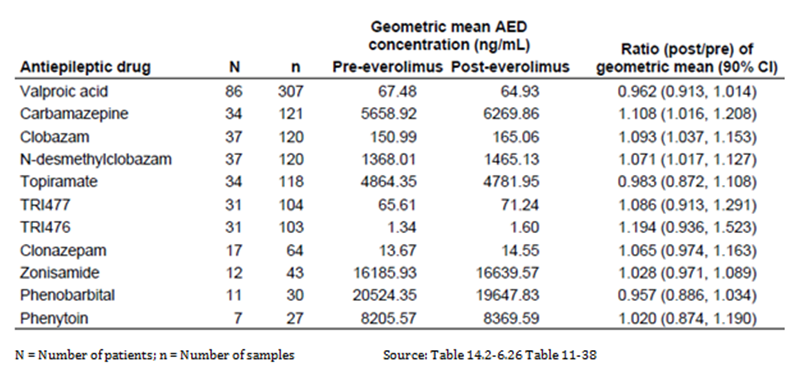 Geometric mean AED
concentration (ng/mL) Ratio (post/pre) of
Antiepileptic drug N n Pre-everolimus Post-everolimus geometric mean (90% CI)
Valproic acid 86 307 67.48 64.93 0.962 (0.913, 1.014)
Carbamazepine 34 121 5658.92 6269.86 1.108 (1.016, 1.208)
Clobazam 37 120 150.99 165.06 1.093 (1.037, 1.153)
N-desmethylclobazam 37 120 1368.01 1465.13 1.071 (1.017, 1.127)
Topiramate 34 118 4864.35 4781.95 0.983 (0.872, 1.108)
TRI477 31 104 65.61 71.24 1.086 (0.913, 1.291)
TRI476 31 103 1.34 1.60 1.194 (0.936, 1.523)
Clonazepam 17 64 13.67 14.55 1.065 (0.974, 1.163)
Zonisamide 12 43 16185.93 16639.57 1.028 (0.971, 1.089)
Phenobarbital 11 30 20524.35 19647.83 0.957 (0.886, 1.034)
Phenytoin 7 27 8205.57 8369.59 1.020 (0.874, 1.190)
N = Number of patients; n = Number of samples Source: Table 14.2-6.26 Table 11-38